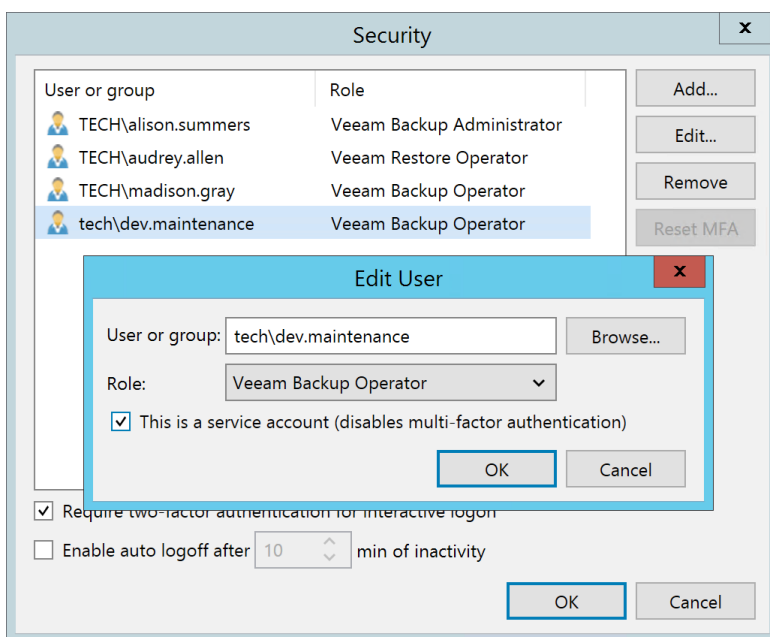 Security
x
User or group Role
Add...
TECH\alison.summers Veeam Backup Administrator
Edit...
TECH\audrey.allen Veeam Restore Operator
TECH\madison.gray Veeam Backup Operator
Remove
tech\dev.maintenance Veeam Backup Operator
Reset MFA
Edit User
x
User or group: tech\dev.maintenance Browse...
Role: Veeam Backup Operator
This is a service account (disables multi-factor authentication)
OK Cancel
Require two-factor authentication for interactive logon
Enable auto logoff after 10 min of inactivity
OK Cancel